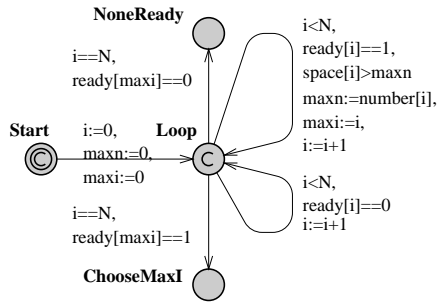 NoneReady
i==N,
ready[maxi]==0
i<N,
ready[i]==1,
space[i]>maxn
maxn:=number[i],
maxi:=i,
i:=i+1
Start
i:=0,
maxn:=0,
maxi:=0
Loop
C
C
i<N,
ready[i]==0
i:=i+1
i==N,
ready[maxi]==1
ChooseMaxI